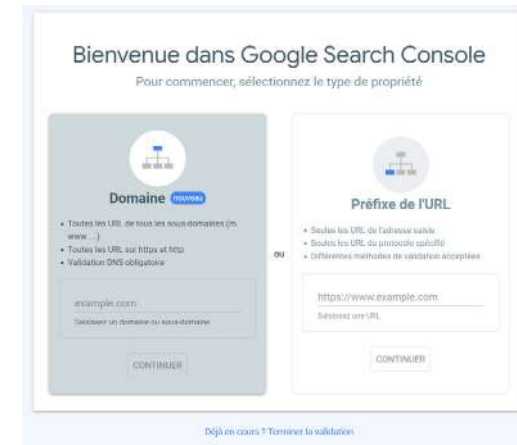 Bienvenue dans Google Search Console
Pour commencer, sélectionnez le type de propriété
Domaine nouveau
• Toutes les URL de tous les sous-domaines (m.
www. ...)
• Toutes les URL sur https et http
• Validation DNS obligatoire
example.com
Saisissez un domaine ou sous-domaine
CONTINUER
ou
Préfixe de l'URL
• Seules les URL de l'adresse saisie
• Seules les URL du protocole spécifié
• Différentes méthodes de validation acceptées
https://www.example.com
Saisissez une URL
CONTINUER
Déjà en cours ? Terminer la validation